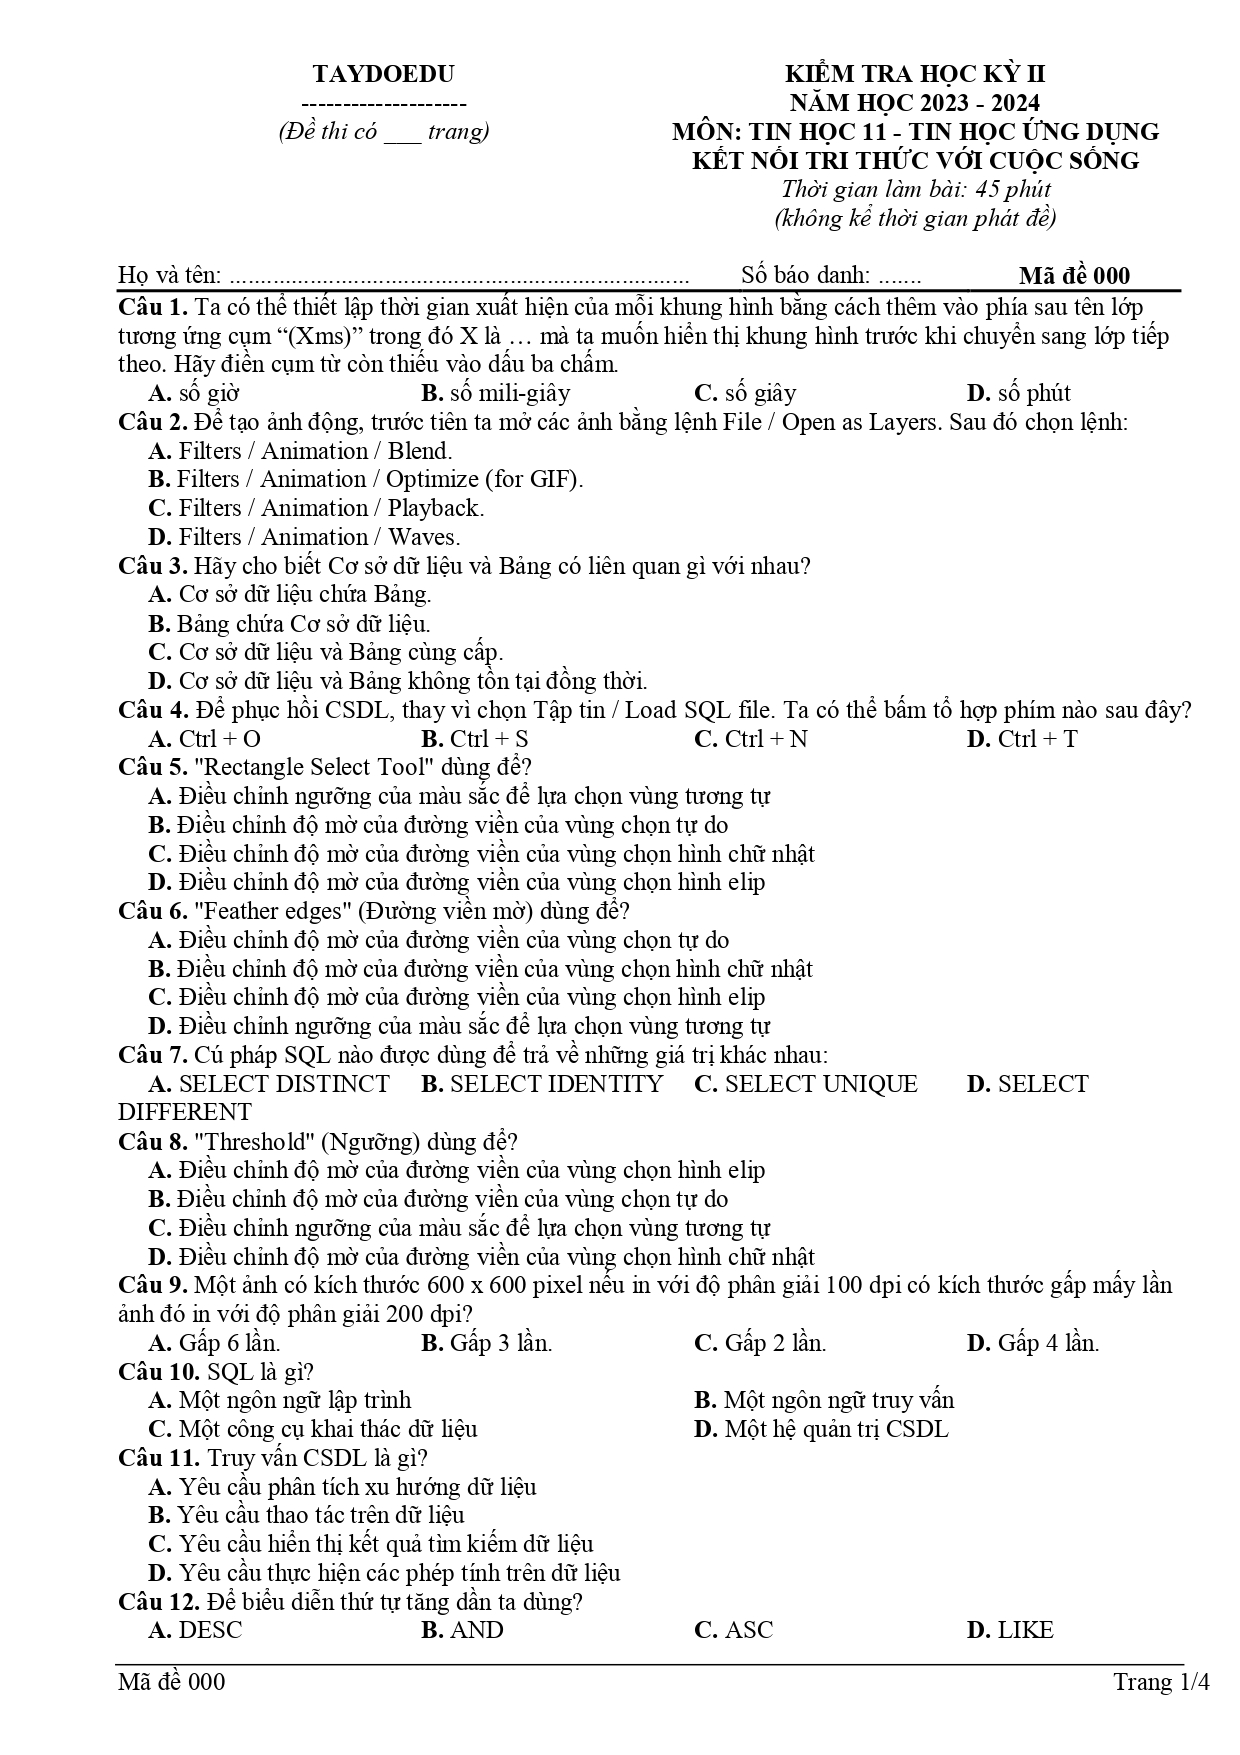 TAYDOEDU
--------------------
(Đề thi có ___ trang)
KIỂM TRA HỌC KỲ II
NĂM HỌC 2023 - 2024
MÔN: TIN HỌC 11 - TIN HỌC ỨNG DỤNG
KẾT NỐI TRI THỨC VỚI CUỘC SỐNG
Thời gian làm bài: 45 phút
(không kể thời gian phát đề)
Họ và tên: ........................................................................... Số báo danh: ....... Mã đề 000
Câu 1. Ta có thể thiết lập thời gian xuất hiện của mỗi khung hình bằng cách thêm vào phía sau tên lớp
tương ứng cụm “(Xms)” trong đó X là … mà ta muốn hiển thị khung hình trước khi chuyển sang lớp tiếp
theo. Hãy điền cụm từ còn thiếu vào dấu ba chấm.
A. số giờ B. số mili-giây C. số giây D. số phút
Câu 2. Để tạo ảnh động, trước tiên ta mở các ảnh bằng lệnh File / Open as Layers. Sau đó chọn lệnh:
A. Filters / Animation / Blend.
B. Filters / Animation / Optimize (for GIF).
C. Filters / Animation / Playback.
D. Filters / Animation / Waves.
Câu 3. Hãy cho biết Cơ sở dữ liệu và Bảng có liên quan gì với nhau?
A. Cơ sở dữ liệu chứa Bảng.
B. Bảng chứa Cơ sở dữ liệu.
C. Cơ sở dữ liệu và Bảng cùng cấp.
D. Cơ sở dữ liệu và Bảng không tồn tại đồng thời.
Câu 4. Để phục hồi CSDL, thay vì chọn Tập tin / Load SQL file. Ta có thể bấm tổ hợp phím nào sau đây?
A. Ctrl + O B. Ctrl + S C. Ctrl + N D. Ctrl + T
Câu 5. "Rectangle Select Tool" dùng để?
A. Điều chỉnh ngưỡng của màu sắc để lựa chọn vùng tương tự
B. Điều chỉnh độ mờ của đường viền của vùng chọn tự do
C. Điều chỉnh độ mờ của đường viền của vùng chọn hình chữ nhật
D. Điều chỉnh độ mờ của đường viền của vùng chọn hình elip
Câu 6. "Feather edges" (Đường viền mờ) dùng để?
A. Điều chỉnh độ mờ của đường viền của vùng chọn tự do
B. Điều chỉnh độ mờ của đường viền của vùng chọn hình chữ nhật
C. Điều chỉnh độ mờ của đường viền của vùng chọn hình elip
D. Điều chỉnh ngưỡng của màu sắc để lựa chọn vùng tương tự
Câu 7. Cú pháp SQL nào được dùng để trả về những giá trị khác nhau:
A. SELECT DISTINCT B. SELECT IDENTITY C. SELECT UNIQUE D. SELECT
DIFFERENT
Câu 8. "Threshold" (Ngưỡng) dùng để?
A. Điều chỉnh độ mờ của đường viền của vùng chọn hình elip
B. Điều chỉnh độ mờ của đường viền của vùng chọn tự do
C. Điều chỉnh ngưỡng của màu sắc để lựa chọn vùng tương tự
D. Điều chỉnh độ mờ của đường viền của vùng chọn hình chữ nhật
Câu 9. Một ảnh có kích thước 600 x 600 pixel nếu in với độ phân giải 100 dpi có kích thước gấp mấy lần
ảnh đó in với độ phân giải 200 dpi?
A. Gấp 6 lần. B. Gấp 3 lần. C. Gấp 2 lần. D. Gấp 4 lần.
Câu 10. SQL là gì?
A. Một ngôn ngữ lập trình B. Một ngôn ngữ truy vấn
C. Một công cụ khai thác dữ liệu D. Một hệ quản trị CSDL
Câu 11. Truy vấn CSDL là gì?
A. Yêu cầu phân tích xu hướng dữ liệu
B. Yêu cầu thao tác trên dữ liệu
C. Yêu cầu hiển thị kết quả tìm kiếm dữ liệu
D. Yêu cầu thực hiện các phép tính trên dữ liệu
Câu 12. Để biểu diễn thứ tự tăng dần ta dùng?
A. DESC B. AND C. ASC D. LIKE
Mã đề 000 Trang 1/4